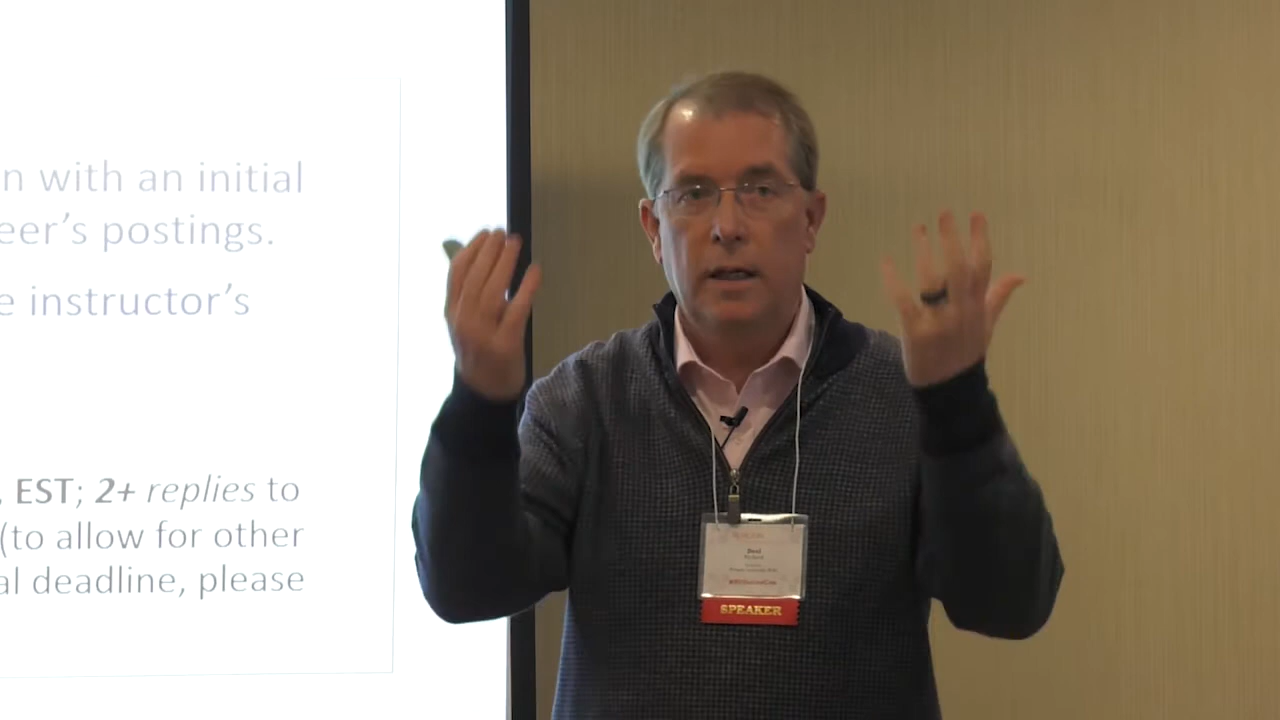 n with an initial
eer's postings.
e instructor's
, EST; 2+ replies to
(to allow for other
al deadline, please
SPEAKER